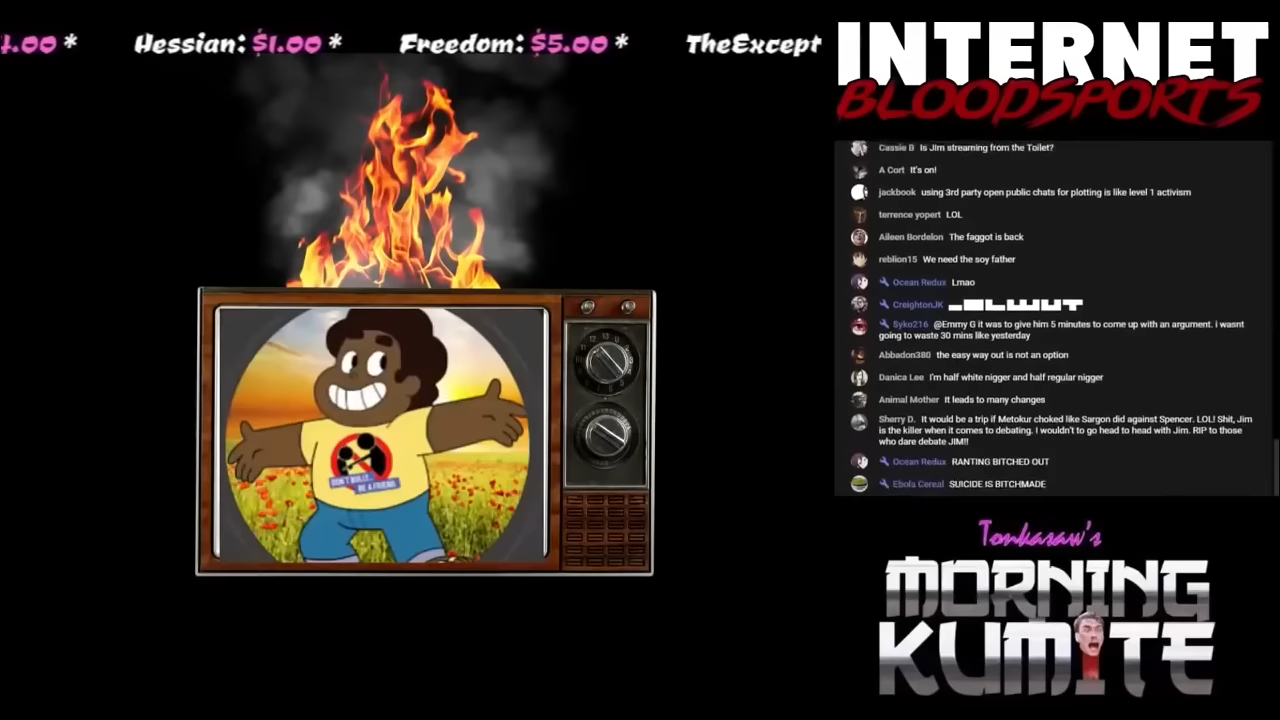 4.00 * Hessian: $1.00 * Freedom: $5.00 * TheExcept
INTERNET
BLOODSPORTS
Cassie B Is Jim streaming from the Toilet?
A Cort It's on!
jackbook using 3rd party open public chats for plotting is like level 1 activism
terrence yopert LOL
Aileen Bordelon The faggot is back
reblion15 We need the soy father
Ocean Redux Lmao
CreightonJK
Syko216 @Emmy G it was to give him 5 minutes to come up with an argument. i wasnt
going to waste 30 mins like yesterday
Abbadon380 the easy way out is not an option
Danica Lee I'm half white nigger and half regular nigger
Animal Mother It leads to many changes
Sherry D. It would be a trip if Metokur choked like Sargon did against Spencer. LOL! Shit, Jim
is the killer when it comes to debating. I wouldn't to go head to head with Jim. RIP to those
who dare debate JIM!!
Ocean Redux RANTING BITCHED OUT
Ebola Cereal SUICIDE IS BITCHMADE
DON'T BULLY...
BE A FRIEND
Tonkasaw's
MORNING
KUMITE